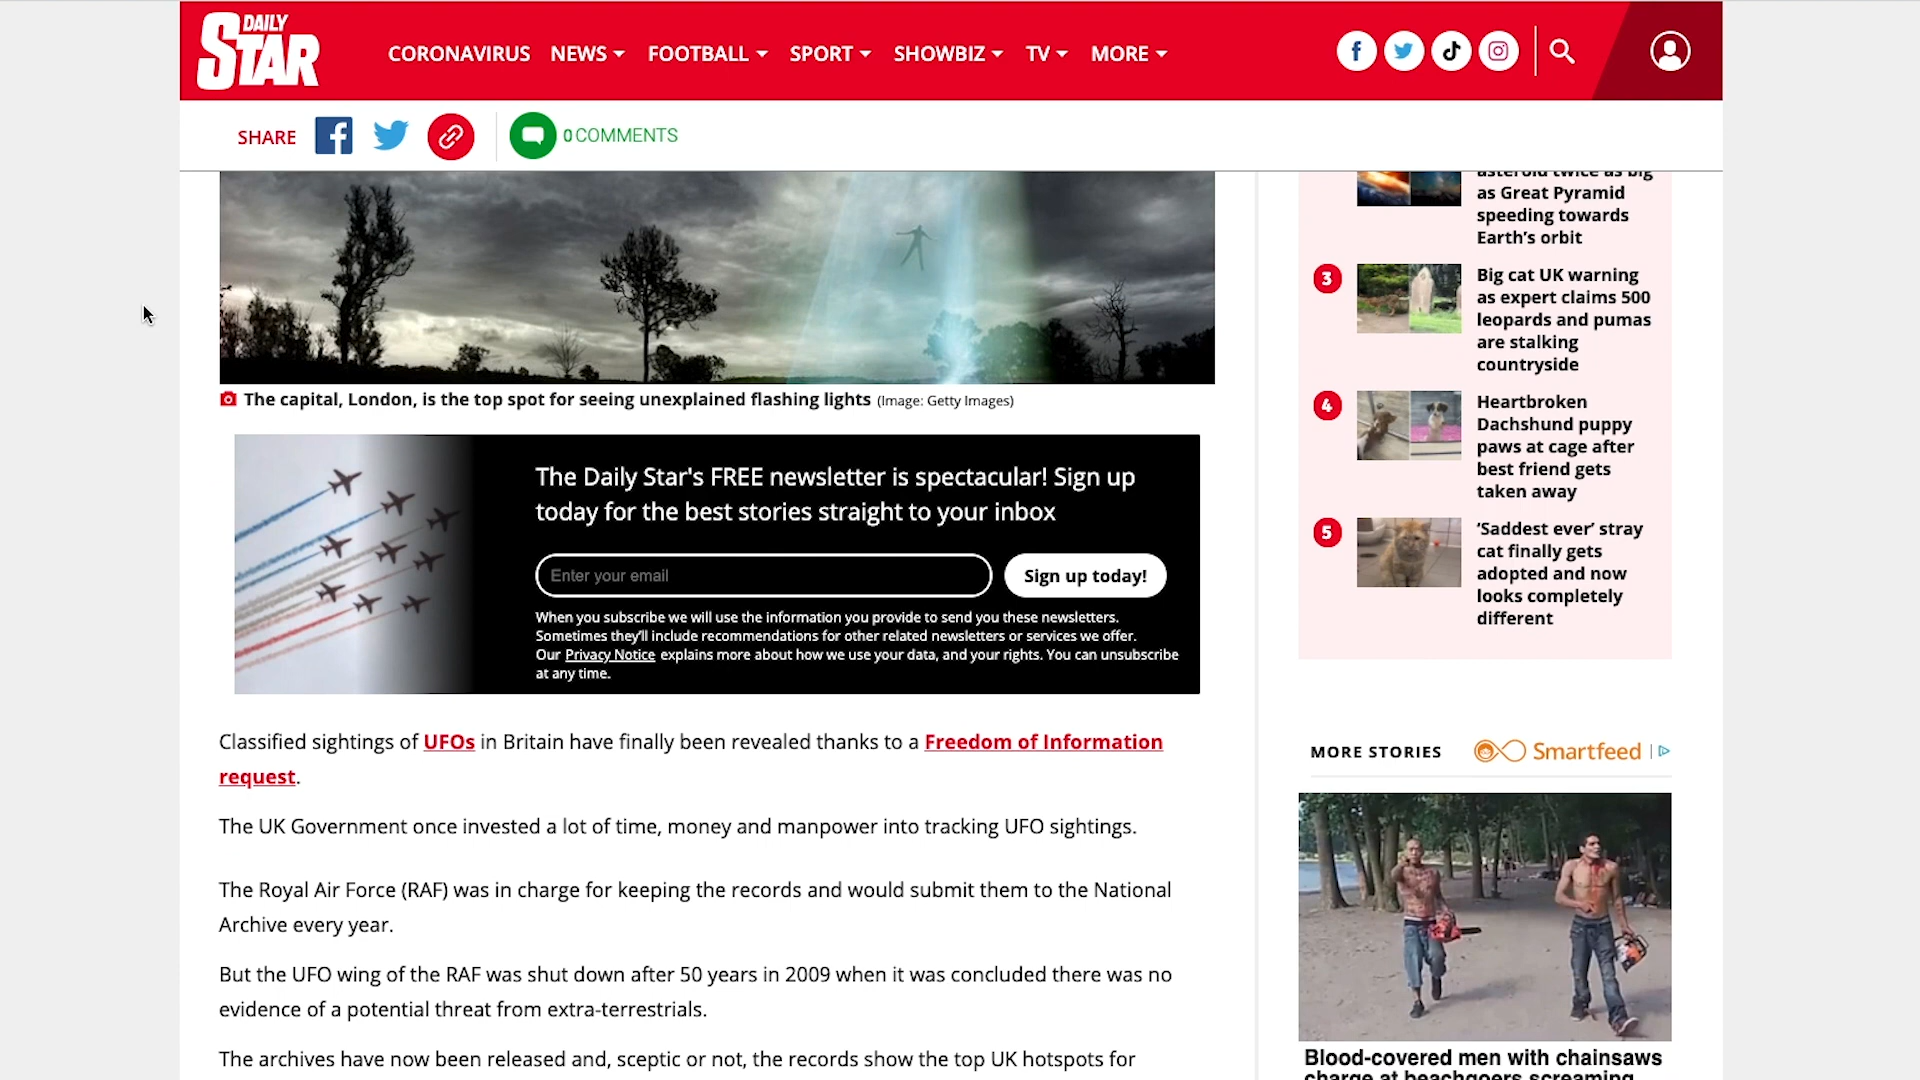 DAILY
STAR
CORONAVIRUS NEWS FOOTBALL SPORT SHOWBIZ TV MORE
SHARE
0 COMMENTS
The capital, London, is the top spot for seeing unexplained flashing lights (Image: Getty Images)
The Daily Star's FREE newsletter is spectacular! Sign up
today for the best stories straight to your inbox
Enter your email
Sign up today!
When you subscribe we will use the information you provide to send you these newsletters.
Sometimes they'll include recommendations for other related newsletters or services we offer.
Our Privacy Notice explains more about how we use your data, and your rights. You can unsubscribe
at any time.
Classified sightings of UFOs in Britain have finally been revealed thanks to a Freedom of Information
request.
The UK Government once invested a lot of time, money and manpower into tracking UFO sightings.
The Royal Air Force (RAF) was in charge for keeping the records and would submit them to the National
Archive every year.
But the UFO wing of the RAF was shut down after 50 years in 2009 when it was concluded there was no
evidence of a potential threat from extra-terrestrials.
The archives have now been released and, sceptic or not, the records show the top UK hotspots for
asteroid twice as big
as Great Pyramid
speeding towards
Earth's orbit
3
Big cat UK warning
as expert claims 500
leopards and pumas
are stalking
countryside
4
Heartbroken
Dachshund puppy
paws at cage after
best friend gets
taken away
5
‘Saddest ever’ stray
cat finally gets
adopted and now
looks completely
different
MORE STORIES
Smartfeed
Blood-covered men with chainsaws
charge at beachgoers screaming